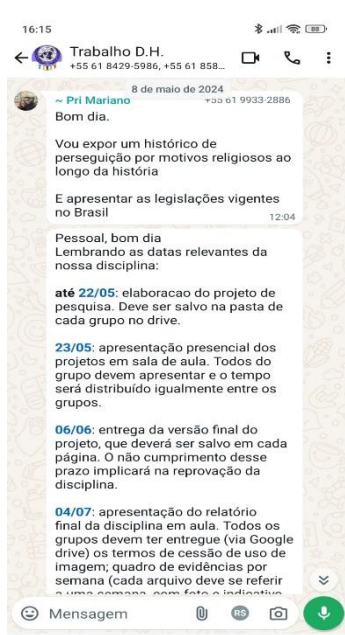 16:15
88
Trabalho D.H.
+55 61 8429-5986, +55 61 858...
8 de maio de 2024
~ Pri Mariano
+55 61 9933-2886
Bom dia.
Vou expor um histórico de
perseguição por motivos religiosos ao
longo da história
E apresentar as legislações vigentes
no Brasil
12:04
Pessoal, bom dia
Lembrando as datas relevantes da
nossa disciplina:
até 22/05: elaboracao do projeto de
pesquisa. Deve ser salvo na pasta de
cada grupo no drive.
23/05: apresentação presencial dos
projetos em sala de aula. Todos do
grupo devem apresentar e o tempo
será distribuído igualmente entre os
grupos.
06/06: entrega da versão final do
projeto, que deverá ser salvo em cada
página. O não cumprimento desse
prazo implicará na reprovação da
disciplina.
04/07: apresentação do relatório
final da disciplina em aula. Todos os
grupos devem ter entregue (via Google
drive) os termos de cessão de uso de
imagem; quadro de evidências por
semana (cada arquivo deve se referir
a uma semana, com foto e indicativo
Mensagem
R$